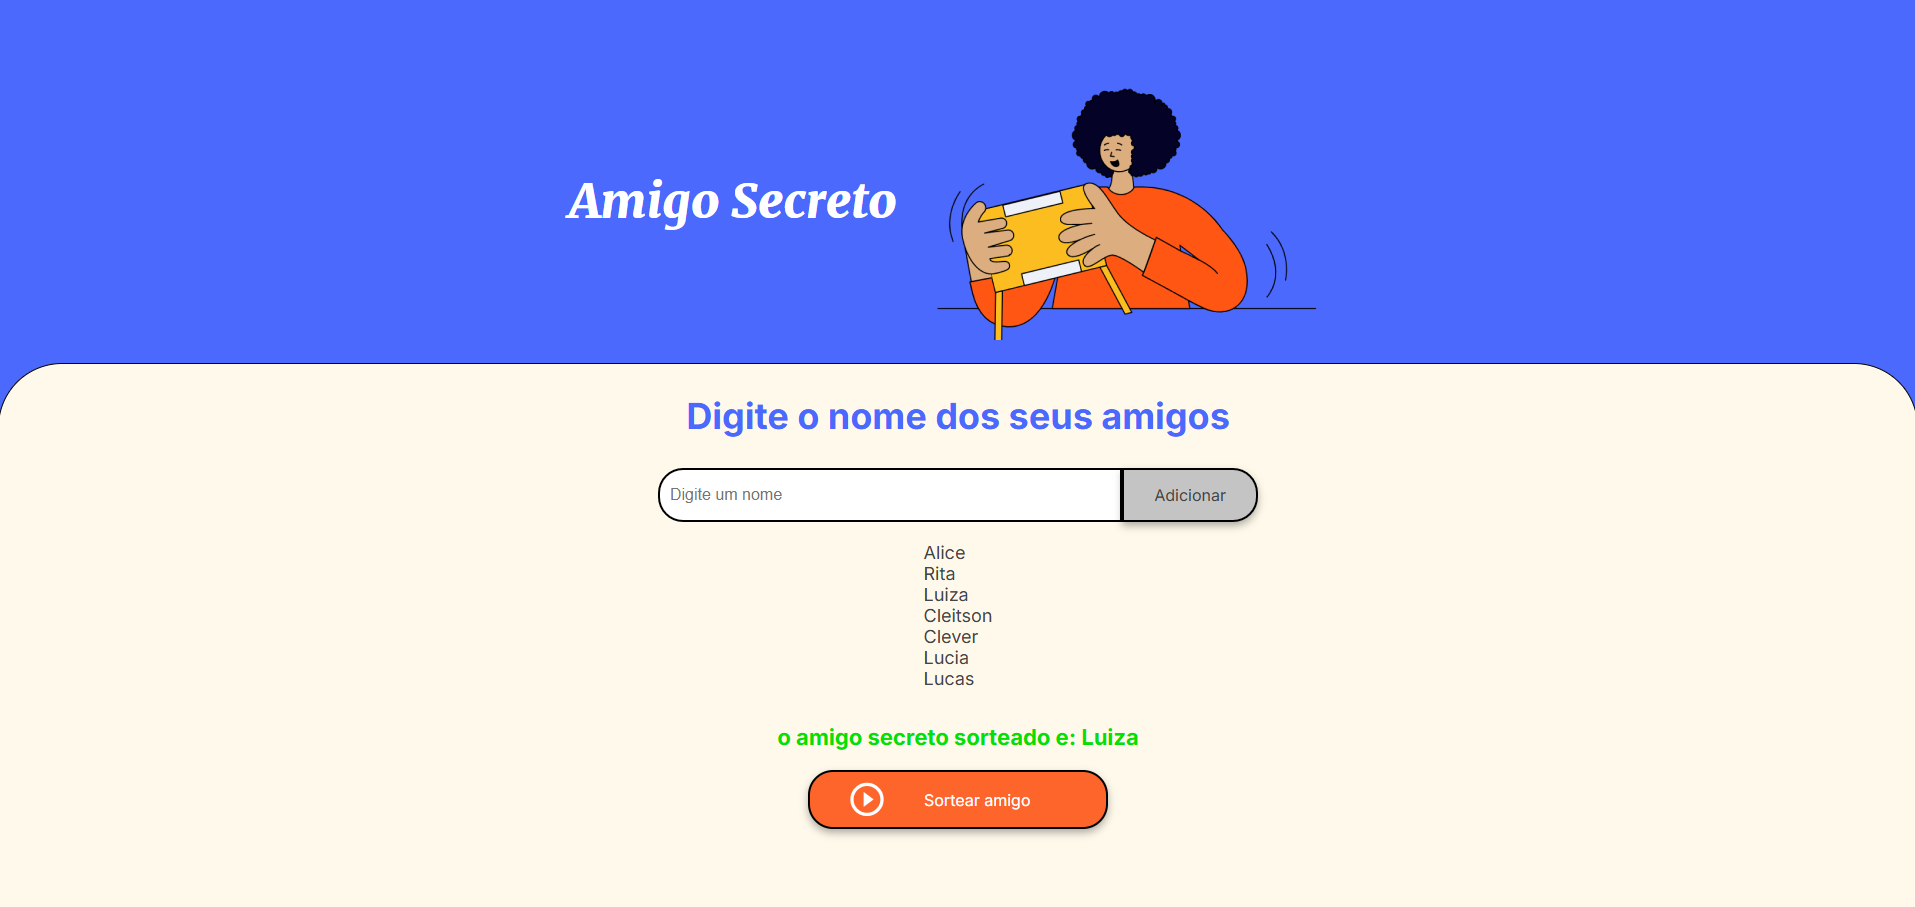 Amigo Secreto
Digite o nome dos seus amigos
Digite um nome
Adicionar
Alice
Rita
Luiza
Cleitson
Clever
Lucia
Lucas
o amigo secreto sorteado e: Luiza
Sortear amigo